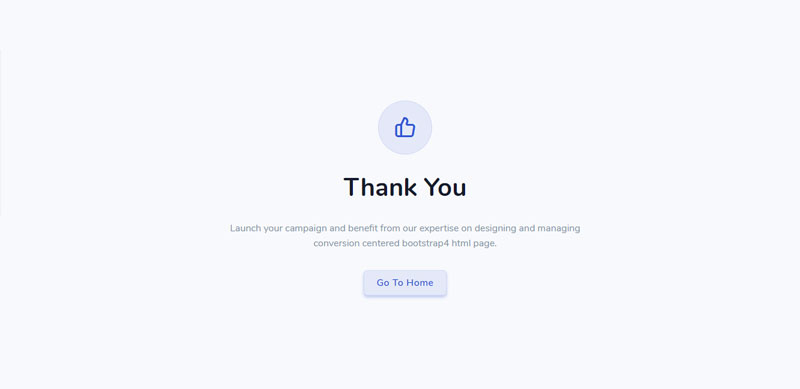 Thank You
Launch your campaign and benefit from our expertise on designing and managing
conversion centered bootstrap4 html page.
Go To Home